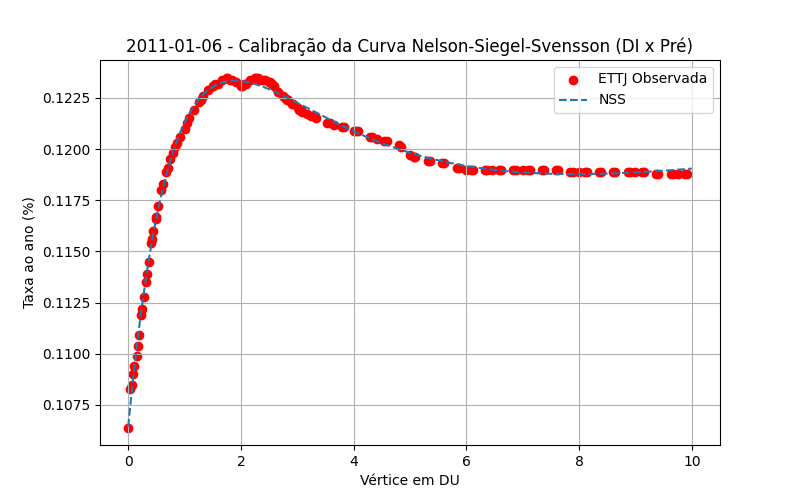 2011-01-06 - Calibração da Curva Nelson-Siegel-Svensson (DI x Pré)
ETTJ Observada
NSS
Taxa ao ano (%)
0.1225
0.1200
0.1175
0.1150
0.1125
0.1100
0.1075
0 2 4 6 8 10
Vértice em DU